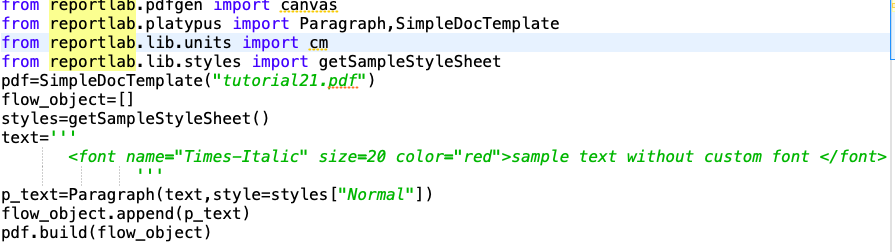 from reportlab.pdfgen import canvas
from reportlab.platypus import Paragraph,SimpleDocTemplate
from reportlab.lib.units import cm
from reportlab.lib.styles import getSampleStyleSheet
pdf=SimpleDocTemplate("tutorial21.pdf")
flow_object=[]
styles=getSampleStyleSheet()
text='''
<font name="Times-Italic" size=20 color="red">sample text without custom font </font>
'''
p_text=Paragraph(text,style=styles["Normal"])
flow_object.append(p_text)
pdf.build(flow_object)